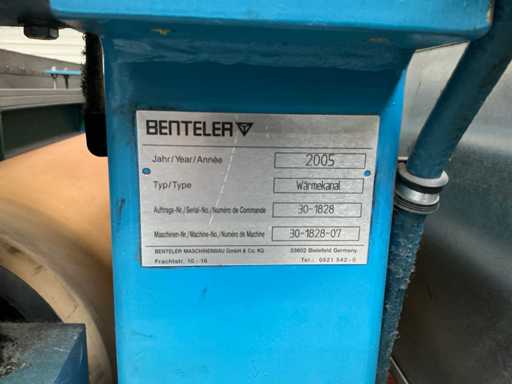 BENTELER
Jahr/Year/Année 2005
Typ/Type Wärmekanal
Auftrags-Nr./Serial-No./Numéro de Commande 30-1828
Maschinen-Nr./Machine-No./Numéro de Machine 30-1828-07
BENTELER MASCHINENBAU GmbH & Co. KG 33602 Bielefeld Germany
Frachtstr. 10-16 Tel.: 0521 542-0